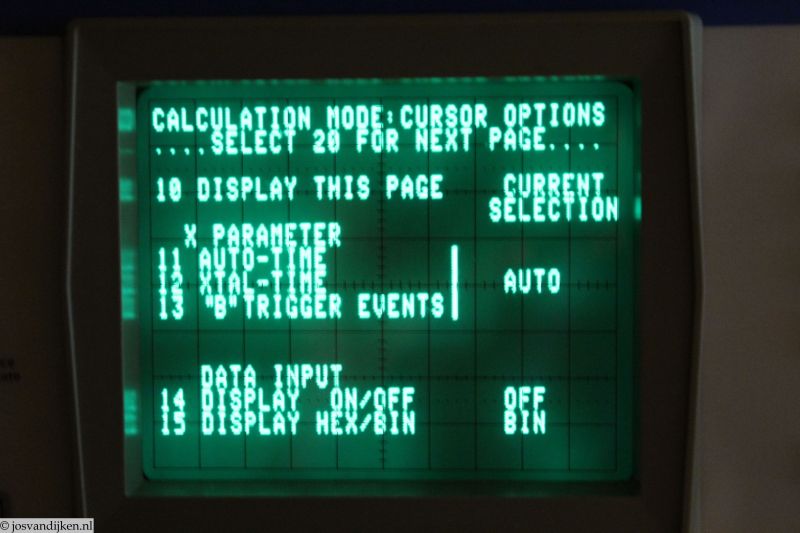 CALCULATION MODE:CURSOR OPTIONS
....SELECT 20 FOR NEXT PAGE....
10 DISPLAY THIS PAGE CURRENT
SELECTION
X PARAMETER
11 AUTO-TIME
12 XTAL-TIME AUTO
13 "B"TRIGGER EVENTS
DATA INPUT
14 DISPLAY ON/OFF OFF
15 DISPLAY HEX/BIN BIN
© josvandijken.nl